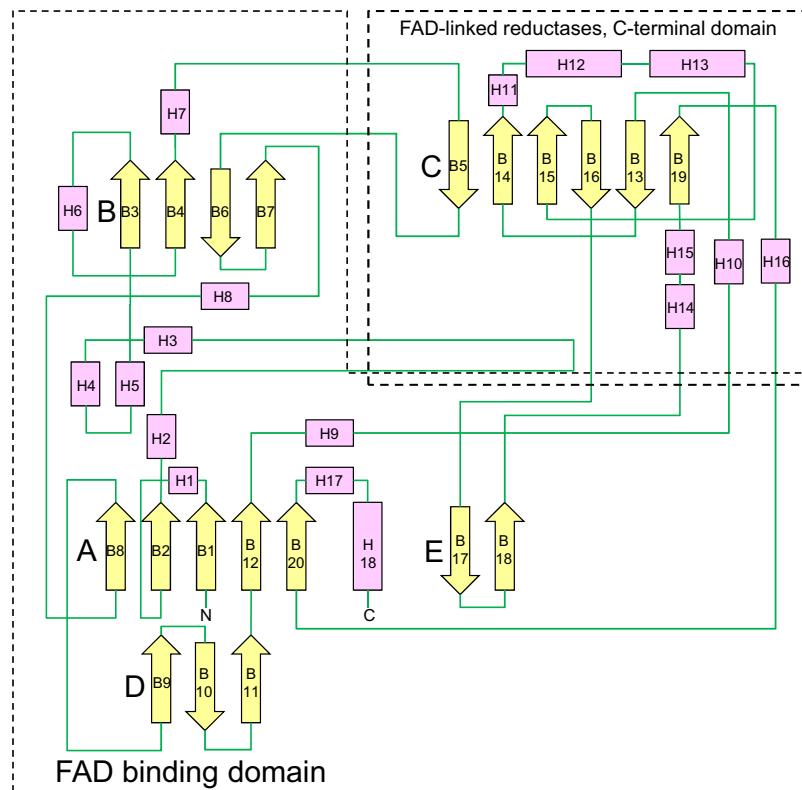 FAD-linked reductases, C-terminal domain
H12
H13
H11
H7
C
B5
B
14
B
15
B
16
B
13
B
19
H6
B
B3
B4
B6
B7
H15
H10
H16
H8
H14
H3
H4
H5
H2
H9
H1
H17
A
B8
B2
B1
B
12
B
20
H
18
E
B
17
B
18
N
C
D
B9
B
10
B
11
FAD binding domain